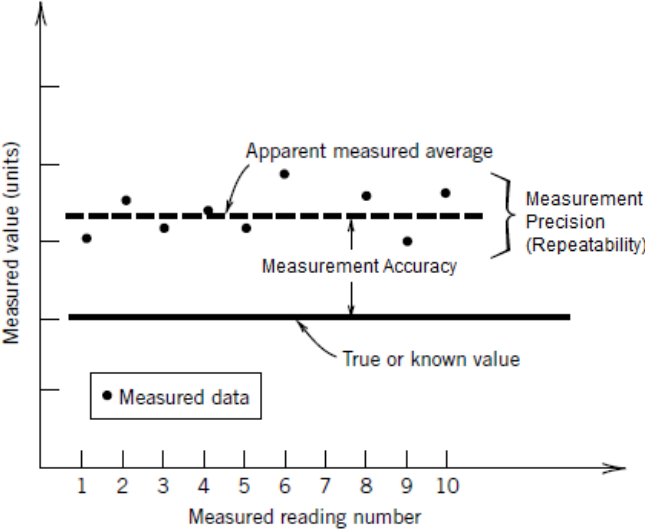 Measured value (units)
Apparent measured average
Measurement
Precision
(Repeatability)
Measurement Accuracy
True or known value
Measured data
1 2 3 4 5 6 7 8 9 10
Measured reading number